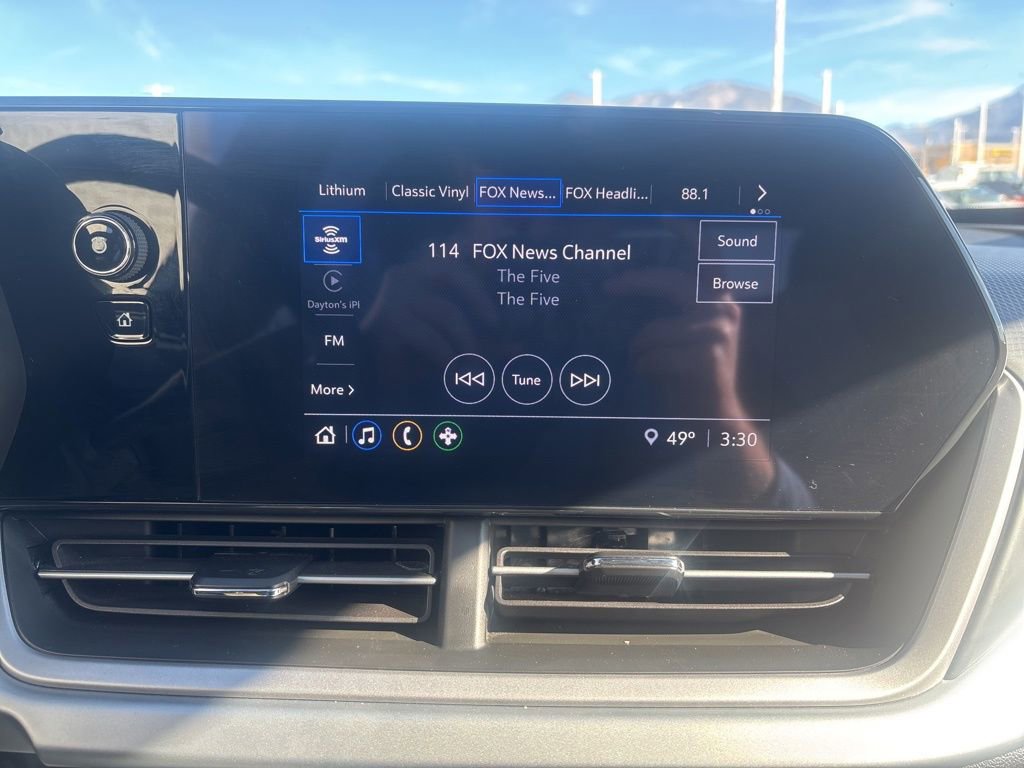 Lithium
Classic Vinyl
FOX News...
FOX Headli...
88.1
SiriusXM
114 FOX News Channel
The Five
The Five
Sound
Browse
Dayton's iPh
FM
More
Tune
49°
3:30